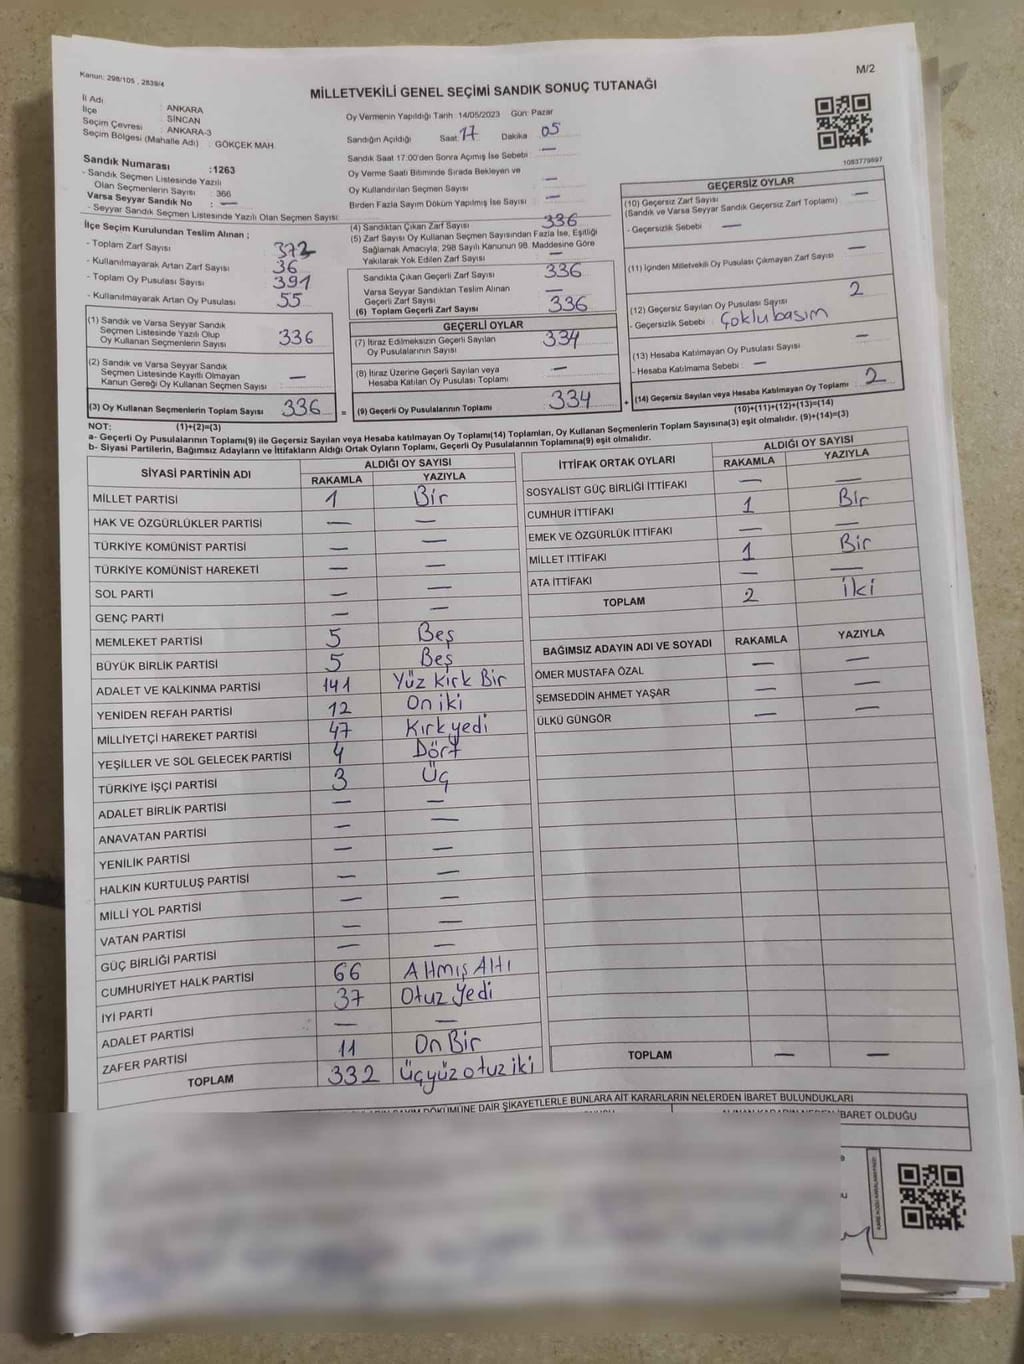 Kanun: 298/105, 2839/4
M/2
MİLLETVEKİLİ GENEL SEÇİMİ SANDIK SONUÇ TUTANAĞI
İl Adı : ANKARA
İlçe : SİNCAN
Seçim Çevresi : ANKARA-3
Seçim Bölgesi (Mahalle Adı) : GÖKÇEK MAH.
Sandık Numarası :1263
- Sandık Seçmen Listesinde Yazılı
Olan Seçmenlerin Sayısı : 366
Varsa Seyyar Sandık No : —
- Seyyar Sandık Seçmen Listesinde Yazılı Olan Seçmen Sayısı:
Oy Vermenin Yapıldığı Tarih :14/05/2023 Gün: Pazar
Sandığın Açıldığı Saat: 17 Dakika 05
Sandık Saat 17:00'den Sonra Açımış İse Sebebi : —
Oy Verme Saati Bitiminde Sırada Bekleyen ve
Oy Kullandırılan Seçmen Sayısı : —
Birden Fazla Sayım Döküm Yapılmış İse Sayısı : —
1083779897
İlçe Seçim Kurulundan Teslim Alınan :
- Toplam Zarf Sayısı : 372
- Kullanılmayarak Artan Zarf Sayısı : 36
- Toplam Oy Pusulası Sayısı : 391
- Kullanılmayarak Artan Oy Pusulası : 55
(1) Sandık ve Varsa Seyyar Sandık
Seçmen Listesinde Yazılı Olup
Oy Kullanan Seçmenlerin Sayısı : 336
(2) Sandık ve Varsa Seyyar Sandık
Seçmen Listesinde Kayıtlı Olmayan
Kanun Gereği Oy Kullanan Seçmen Sayısı : —
(3) Oy Kullanan Seçmenlerin Toplam Sayısı : 336 =
(4) Sandıktan Çıkan Zarf Sayısı : 336
(5) Zarf Sayısı Oy Kullanan Seçmen Sayısından Fazla İse, Eşitliği
Sağlamak Amacıyla, 298 Sayılı Kanunun 98. Maddesine Göre
Yakılarak Yok Edilen Zarf Sayısı : —
Sandıkta Çıkan Geçerli Zarf Sayısı : 336
Varsa Seyyar Sandıktan Teslim Alınan
Geçerli Zarf Sayısı : —
(6) Toplam Geçerli Zarf Sayısı : 336
GEÇERLİ OYLAR
(7) İtiraz Edilmeksizin Geçerli Sayılan
Oy Pusulalarının Sayısı : 334
(8) İtiraz Üzerine Geçerli Sayılan veya
Hesaba Katılan Oy Pusulası Toplamı : —
(9) Geçerli Oy Pusulalarının Toplamı : 334 +
GEÇERSİZ OYLAR
(10) Geçersiz Zarf Sayısı : —
(Sandık ve Varsa Seyyar Sandık Geçersiz Zarf Toplamı)
- Geçersizlik Sebebi : —
(11) İçinden Milletvekili Oy Pusulası Çıkmayan Zarf Sayısı : —
(12) Geçersiz Sayılan Oy Pusulası Sayısı : 2
- Geçersizlik Sebebi : Çoklu basım
(13) Hesaba Katılmayan Oy Pusulası Sayısı : —
- Hesaba Katılmama Sebebi : —
(14) Geçersiz Sayılan veya Hesaba Katılmayan Oy Toplamı : 2
NOT: (1)+(2)=(3)
(10)+(11)+(12)+(13)=(14)
a- Geçerli Oy Pusulalarının Toplamı(9) ile Geçersiz Sayılan veya Hesaba katılmayan Oy Toplamı(14) Toplamları, Oy Kullanan Seçmenlerin Toplam Sayısına(3) eşit olmalıdır. (9)+(14)=(3)
b- Siyasi Partilerin, Bağımsız Adayların ve İttifakların Aldığı Ortak Oyların Toplamı, Geçerli Oy Pusulalarının Toplamına(9) eşit olmalıdır.
SİYASİ PARTİNİN ADI ALDIĞI OY SAYISI
RAKAMLA YAZIYLA
MİLLET PARTİSİ 1 Bir
HAK VE ÖZGÜRLÜKLER PARTİSİ — —
TÜRKİYE KOMÜNİST PARTİSİ — —
TÜRKİYE KOMÜNİST HAREKETİ — —
SOL PARTİ — —
GENÇ PARTİ — —
MEMLEKET PARTİSİ 5 Beş
BÜYÜK BİRLİK PARTİSİ 5 Beş
ADALET VE KALKINMA PARTİSİ 141 Yüz Kırk Bir
YENİDEN REFAH PARTİSİ 12 On iki
MİLLİYETÇİ HAREKET PARTİSİ 47 Kırk yedi
YEŞİLLER VE SOL GELECEK PARTİSİ 4 Dört
TÜRKİYE İŞÇİ PARTİSİ 3 Üç
ADALET BİRLİK PARTİSİ — —
ANAVATAN PARTİSİ — —
YENİLİK PARTİSİ — —
HALKIN KURTULUŞ PARTİSİ — —
MİLLİ YOL PARTİSİ — —
VATAN PARTİSİ — —
GÜÇ BİRLİĞİ PARTİSİ — —
CUMHURİYET HALK PARTİSİ 66 Altmış Altı
İYİ PARTİ 37 Otuz Yedi
ADALET PARTİSİ — —
ZAFER PARTİSİ 11 On Bir
TOPLAM 332 Üçyüz otuz iki
İTTİFAK ORTAK OYLARI ALDIĞI OY SAYISI
RAKAMLA YAZIYLA
SOSYALİST GÜÇ BİRLİĞİ İTTİFAKI — —
CUMHUR İTTİFAKI 1 Bir
EMEK VE ÖZGÜRLÜK İTTİFAKI — —
MİLLET İTTİFAKI 1 Bir
ATA İTTİFAKI — —
TOPLAM 2 İki
BAĞIMSIZ ADAYIN ADI VE SOYADI RAKAMLA YAZIYLA
ÖMER MUSTAFA ÖZAL — —
ŞEMSEDDİN AHMET YAŞAR — —
ÜLKÜ GÜNGÖR — —
TOPLAM — —
DÖKÜMÜNE DAİR ŞİKAYETLERLE BUNLARA AİT KARARLARIN NELERDEN İBARET BULUNDUKLARI
İBARET OLDUĞU